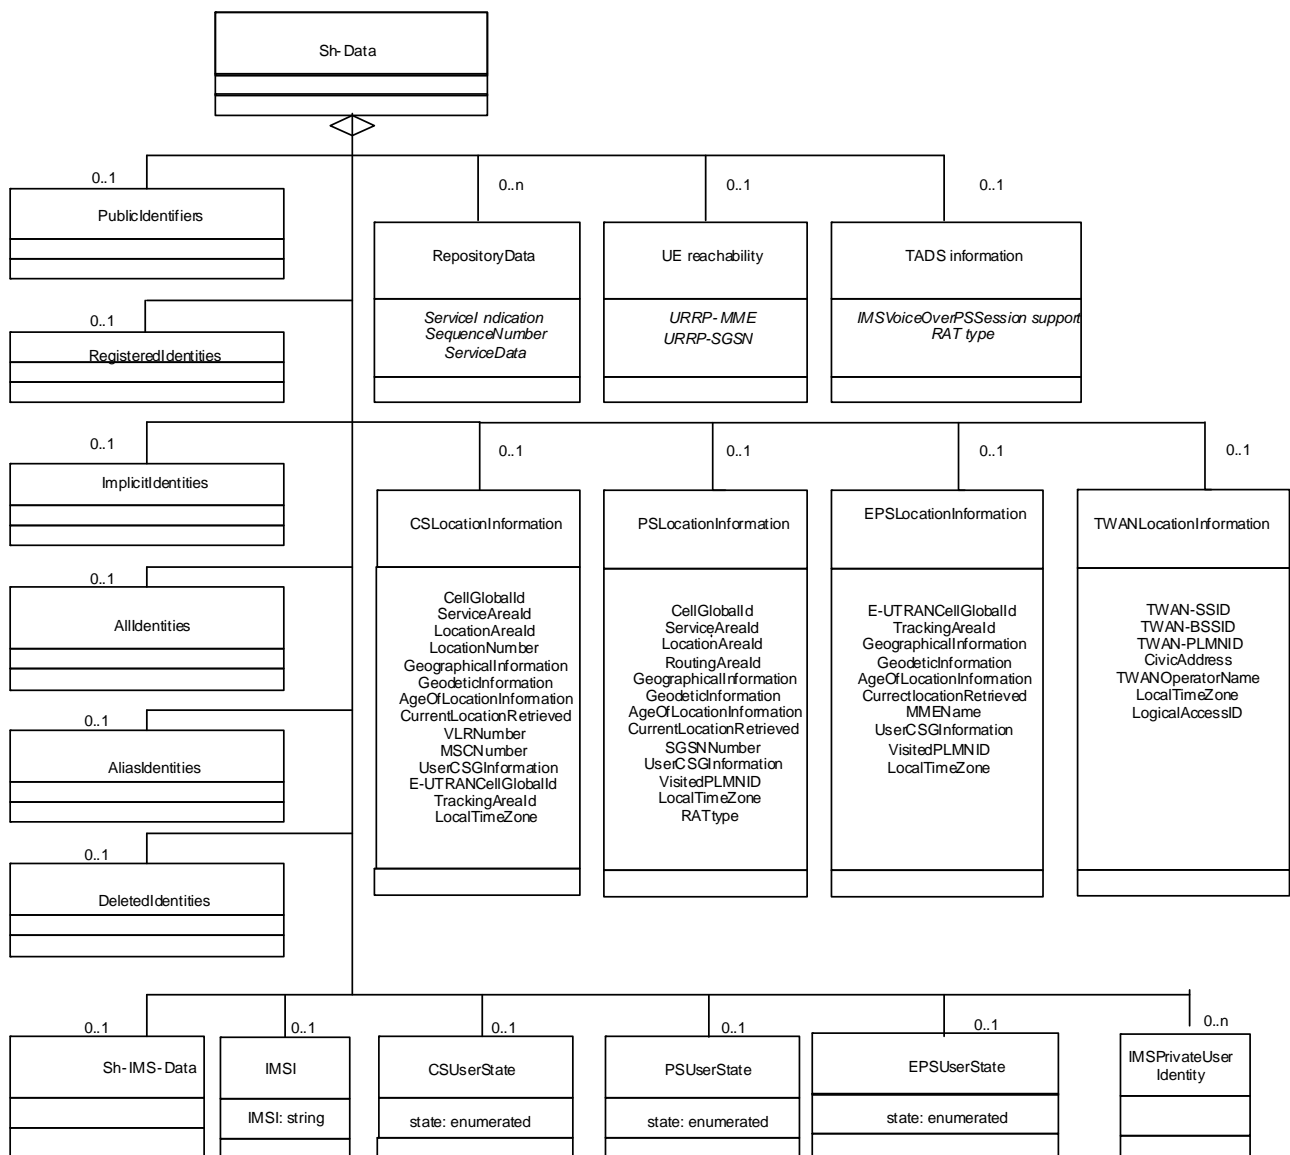 Sh-Data
0..1
PublicIdentifiers
0..n
RepositoryData
ServiceI ndication
SequenceNumber
ServiceData
0..1
UE reachability
URRP-MME
URRP-SGSN
0..1
TADS information
IMSVoiceOverPSSession support
RAT type
0..1
RegisteredIdentities
0..1
ImplicitIdentities
0..1
AllIdentities
0..1
AliasIdentities
0..1
DeletedIdentities
0..1
CSLocationInformation
CellGlobalId
ServiceAreaId
LocationAreaId
LocationNumber
GeographicalInformation
GeodeticInformation
AgeOfLocationInformation
CurrentLocationRetrieved
VLRNumber
MSCNumber
UserCSGInformation
E-UTRANCellGlobalId
TrackingAreaId
LocalTimeZone
0..1
PSLocationInformation
CellGlobalId
ServiceAreaId
LocationAreaId
RoutingAreaId
GeographicalInformation
GeodeticInformation
AgeOfLocationInformation
CurrentLocationRetrieved
SGSNNumber
UserCSGInformation
VisitedPLMNID
LocalTimeZone
RATtype
0..1
EPSLocationInformation
E-UTRANCellGlobalId
TrackingAreaId
GeographicalInformation
GeodeticInformation
AgeOfLocationInformation
CurrectlocationRetrieved
MMEName
UserCSGInformation
VisitedPLMNID
LocalTimeZone
0..1
TWANLocationInformation
TWAN-SSID
TWAN-BSSID
TWAN-PLMNID
CivicAddress
TWANOperatorName
LocalTimeZone
LogicalAccessID
0..1
Sh-IMS-Data
0..1
IMSI
IMSI: string
0..1
CSUserState
state: enumerated
0..1
PSUserState
state: enumerated
0..1
EPSUserState
state: enumerated
0..n
IMSPrivateUser
Identity